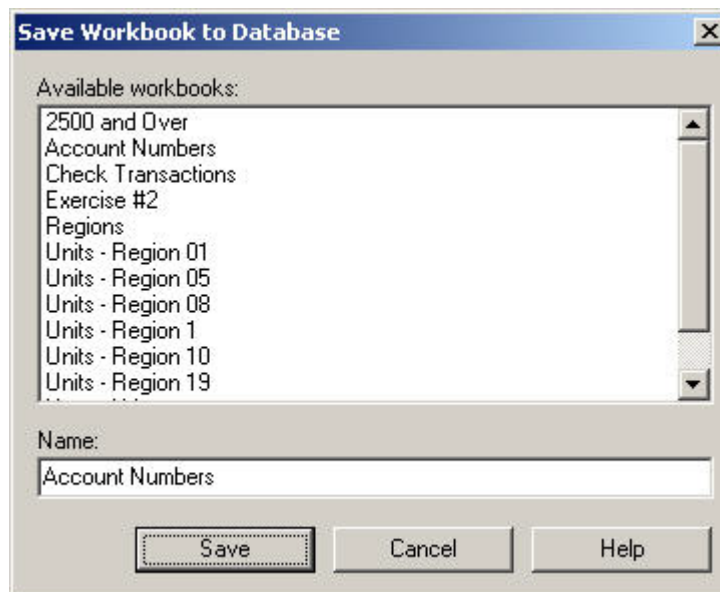 Save Workbook to Database
Available workbooks:
2500 and Over
Account Numbers
Check Transactions
Exercise #2
Regions
Units - Region 01
Units - Region 05
Units - Region 08
Units - Region 1
Units - Region 10
Units - Region 19
Name:
Account Numbers
Save Cancel Help